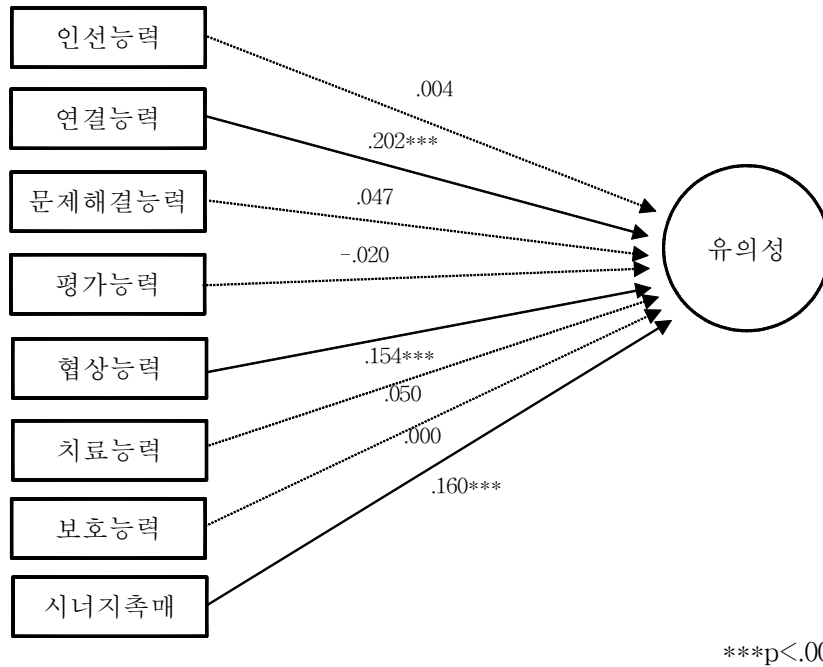 인선능력
.004
연결능력
.202***
문제해결능력
.047
평가능력
-.020
유의성
협상능력
.154***
치료능력
.050
보호능력
.000
시너지촉매
.160***
***p<.00